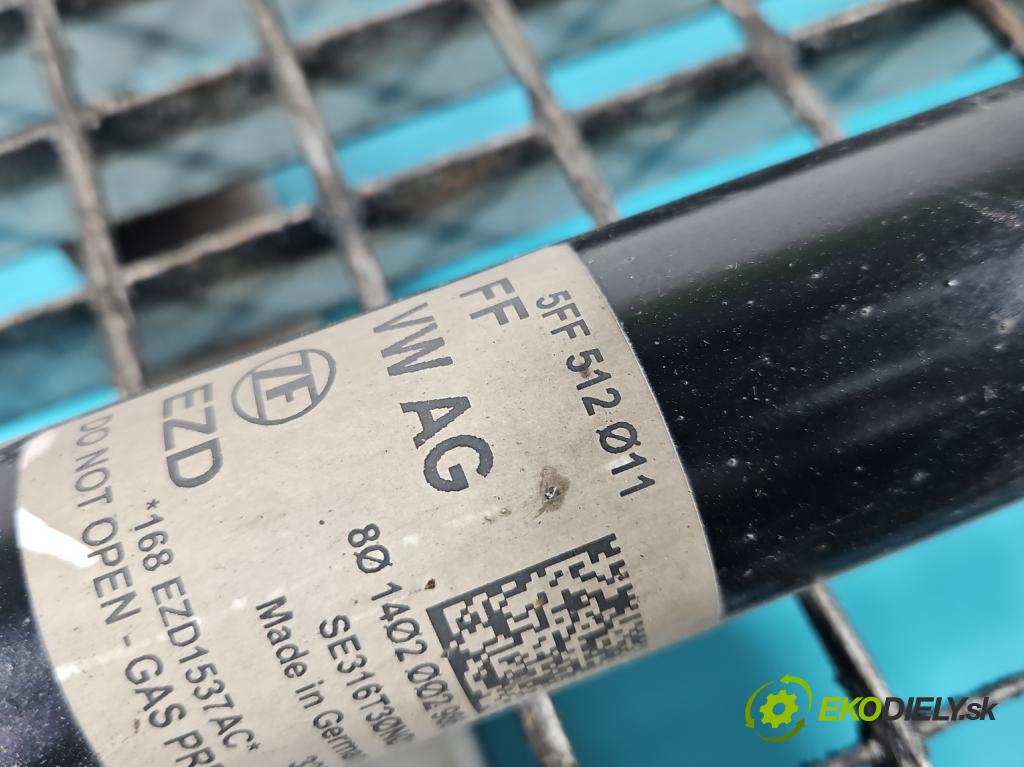 5FF 512 Ø11
FF
VW AG
ZF
EZD
8Ø 14Ø2 ØØ2
SE316T30N
Made in Germ
*168 EZD1537AC*
DO NOT OPEN - GAS PR
EKODIELY.sk